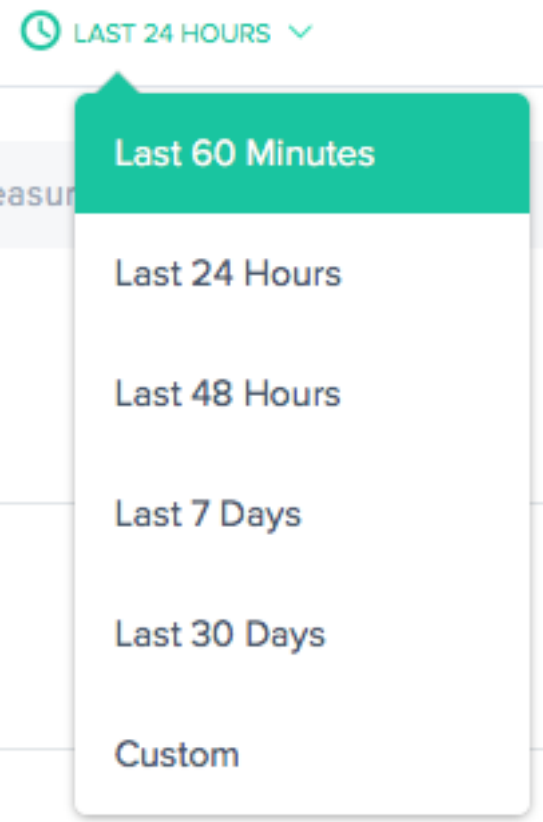 LAST 24 HOURS
Last 60 Minutes
Last 24 Hours
Last 48 Hours
Last 7 Days
Last 30 Days
Custom